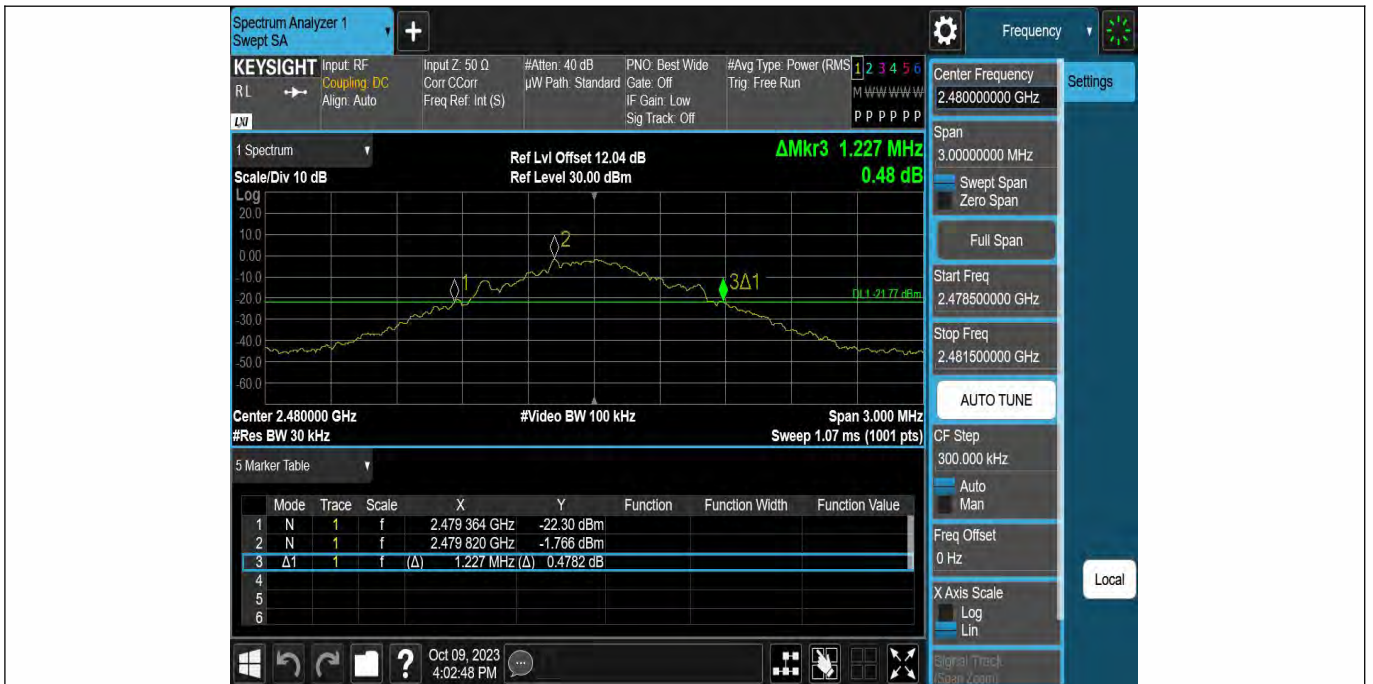 Spectrum Analyzer 1
Swept SA
+
Frequency
KEYSIGHT
RL
LXI
Input: RF
Coupling: DC
Align: Auto
Input Z: 50 Ω
Corr CCorr
Freq Ref: Int (S)
#Atten: 40 dB
µW Path: Standard
PNO: Best Wide
Gate: Off
IF Gain: Low
Sig Track: Off
#Avg Type: Power (RMS
Trig: Free Run
1 2 3 4 5 6
M W W W W W
P P P P P P
1 Spectrum
Scale/Div 10 dB
Ref Lvl Offset 12.04 dB
Ref Level 30.00 dBm
ΔMkr3 1.227 MHz
0.48 dB
Log
20.0
10.0
0.00
-10.0
-20.0
-30.0
-40.0
-50.0
-60.0
1
2
3Δ1
DL1 -21.77 dBm
Center 2.480000 GHz
#Video BW 100 kHz
Span 3.000 MHz
#Res BW 30 kHz
Sweep 1.07 ms (1001 pts)
5 Marker Table
Mode Trace Scale X Y Function Function Width Function Value
1 N 1 f 2.479 364 GHz -22.30 dBm
2 N 1 f 2.479 820 GHz -1.766 dBm
3 Δ1 1 f (Δ) 1.227 MHz (Δ) 0.4782 dB
4
5
6
?
Oct 09, 2023
4:02:48 PM
Center Frequency
2.480000000 GHz
Settings
Span
3.00000000 MHz
Swept Span
Zero Span
Full Span
Start Freq
2.478500000 GHz
Stop Freq
2.481500000 GHz
AUTO TUNE
CF Step
300.000 kHz
Auto
Man
Freq Offset
0 Hz
X Axis Scale
Log
Lin
Signal Track
(Span Zoom)
Local